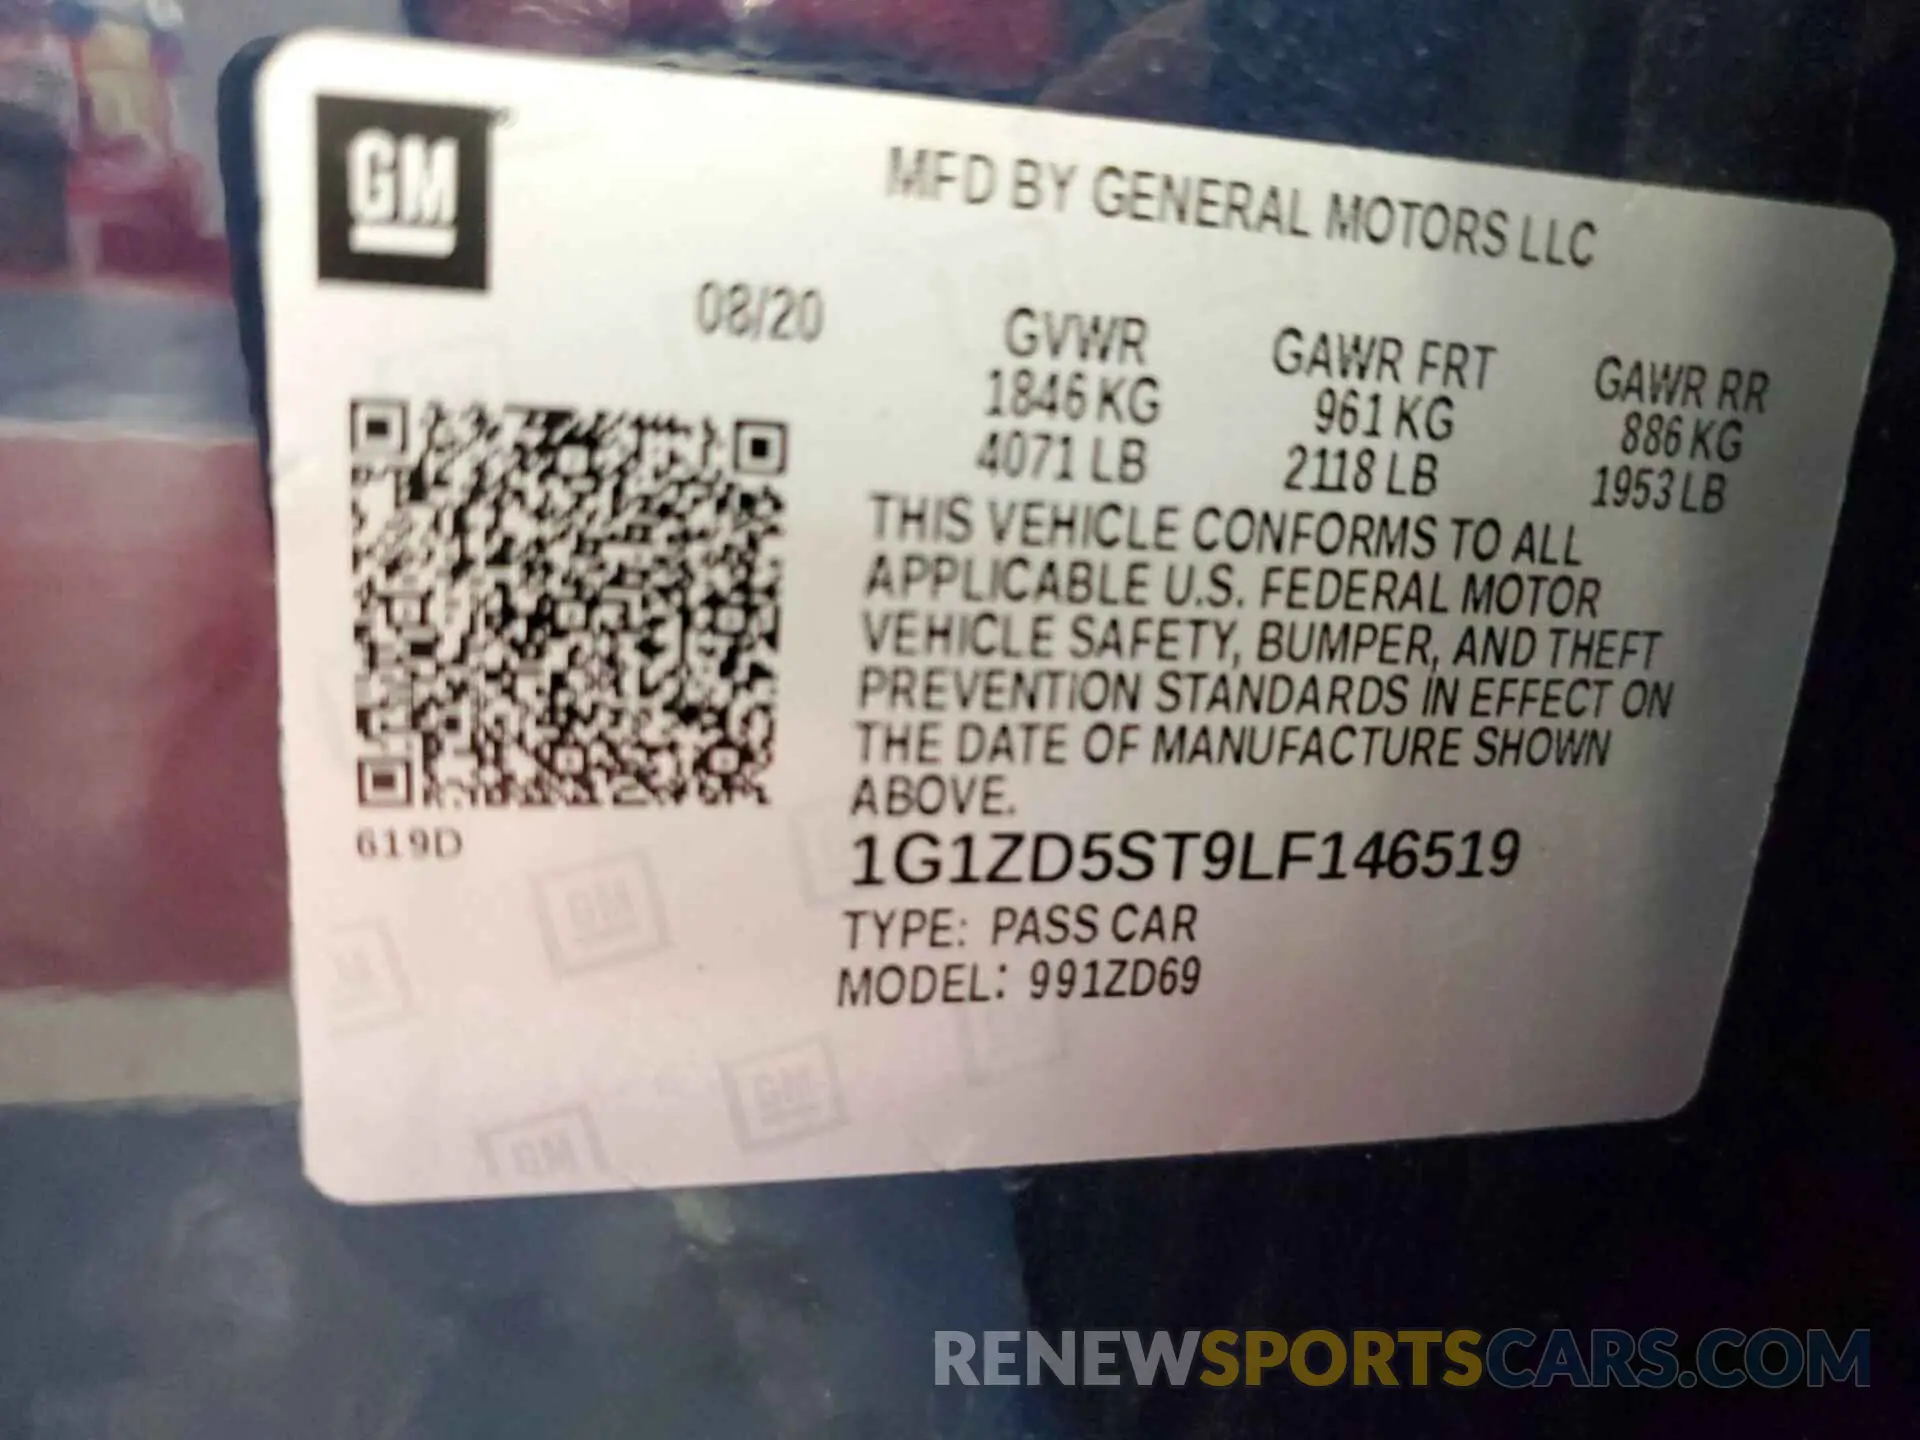 GM
MFD BY GENERAL MOTORS LLC
08/20
GVWR GAWR FRT GAWR RR
1846 KG 961 KG 886 KG
4071 LB 2118 LB 1953 LB
THIS VEHICLE CONFORMS TO ALL
APPLICABLE U.S. FEDERAL MOTOR
VEHICLE SAFETY, BUMPER, AND THEFT
PREVENTION STANDARDS IN EFFECT ON
THE DATE OF MANUFACTURE SHOWN
ABOVE.
619D
1G1ZD5ST9LF146519
TYPE: PASS CAR
MODEL: 991ZD69
GM
GM
GM
RENEWSPORTSCARS.COM